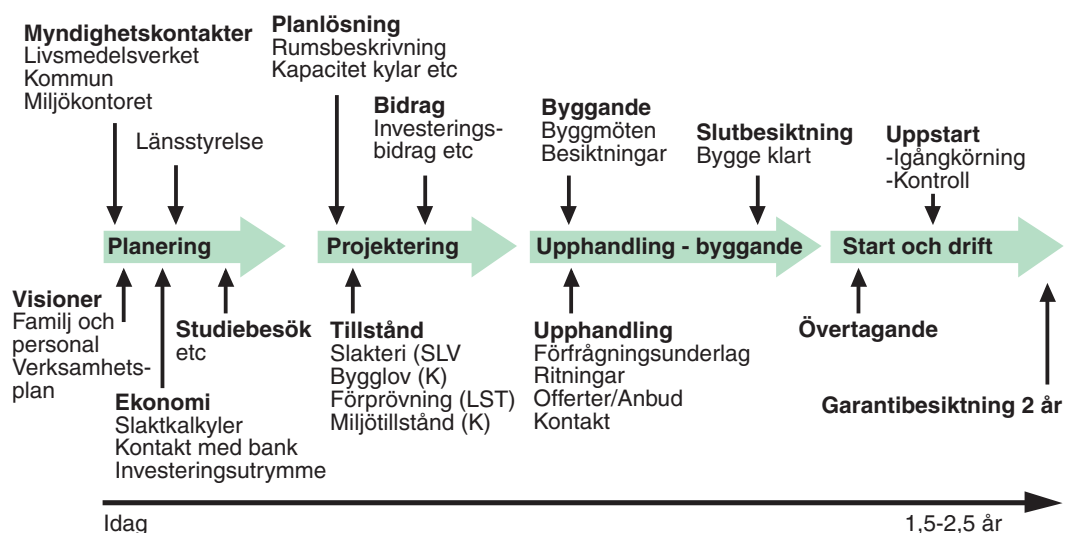 Myndighetskontakter
Livsmedelsverket
Kommun
Miljökontoret
Länsstyrelse
Planlösning
Rumsbeskrivning
Kapacitet kylar etc
Bidrag
Investerings-
bidrag etc
Byggande
Byggmöten
Besiktningar
Slutbesiktning
Bygge klart
Uppstart
-Igångkörning
-Kontroll
Planering
Projektering
Upphandling - byggande
Start och drift
Visioner
Familj och
personal
Verksamhets-
plan
Ekonomi
Slaktkalkyler
Kontakt med bank
Investeringsutrymme
Studiebesök
etc
Tillstånd
Slakteri (SLV
Bygglov (K)
Förprövning (LST)
Miljötillstånd (K)
Upphandling
Förfrågningsunderlag
Ritningar
Offerter/Anbud
Kontakt
Övertagande
Garantibesiktning 2 år
Idag
1,5-2,5 år